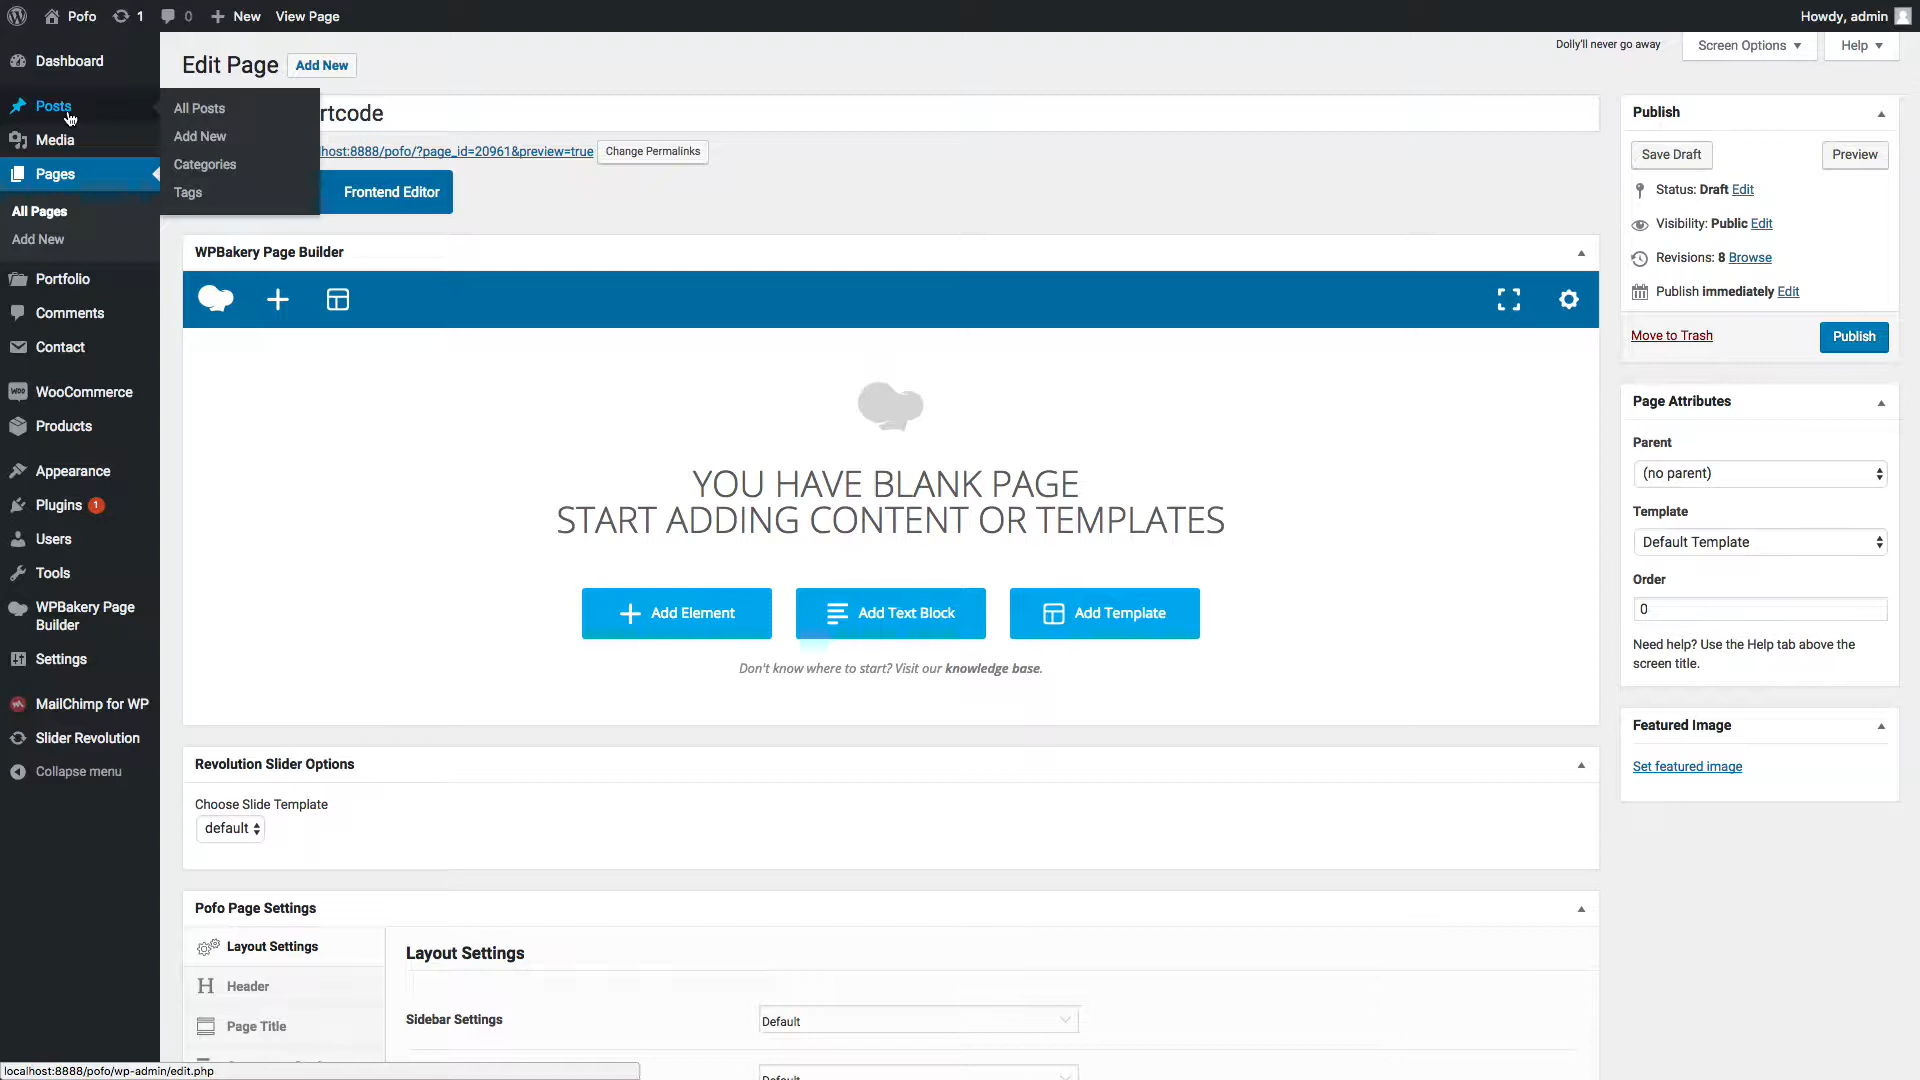 Pofo 1 0 New View Page
Howdy, admin
Dashboard
Posts
Media
Pages
All Pages
Add New
Portfolio
Comments
Contact
WooCommerce
Products
Appearance
Plugins 1
Users
Tools
WPBakery Page
Builder
Settings
MailChimp for WP
Slider Revolution
Collapse menu
All Posts
Add New
Categories
Tags
Edit Page Add New
Dolly'll never go away
Screen Options Help
rtcode
host:8888/pofo/?page_id=20961&preview=true Change Permalinks
Frontend Editor
WPBakery Page Builder
YOU HAVE BLANK PAGE
START ADDING CONTENT OR TEMPLATES
Add Element Add Text Block Add Template
Don't know where to start? Visit our knowledge base.
Revolution Slider Options
Choose Slide Template
default
Pofo Page Settings
Layout Settings
Header
Page Title
Layout Settings
Sidebar Settings Default
Default
Publish
Save Draft Preview
Status: Draft Edit
Visibility: Public Edit
Revisions: 8 Browse
Publish immediately Edit
Move to Trash Publish
Page Attributes
Parent
(no parent)
Template
Default Template
Order
0
Need help? Use the Help tab above the
screen title.
Featured Image
Set featured image
localhost:8888/pofo/wp-admin/edit.php